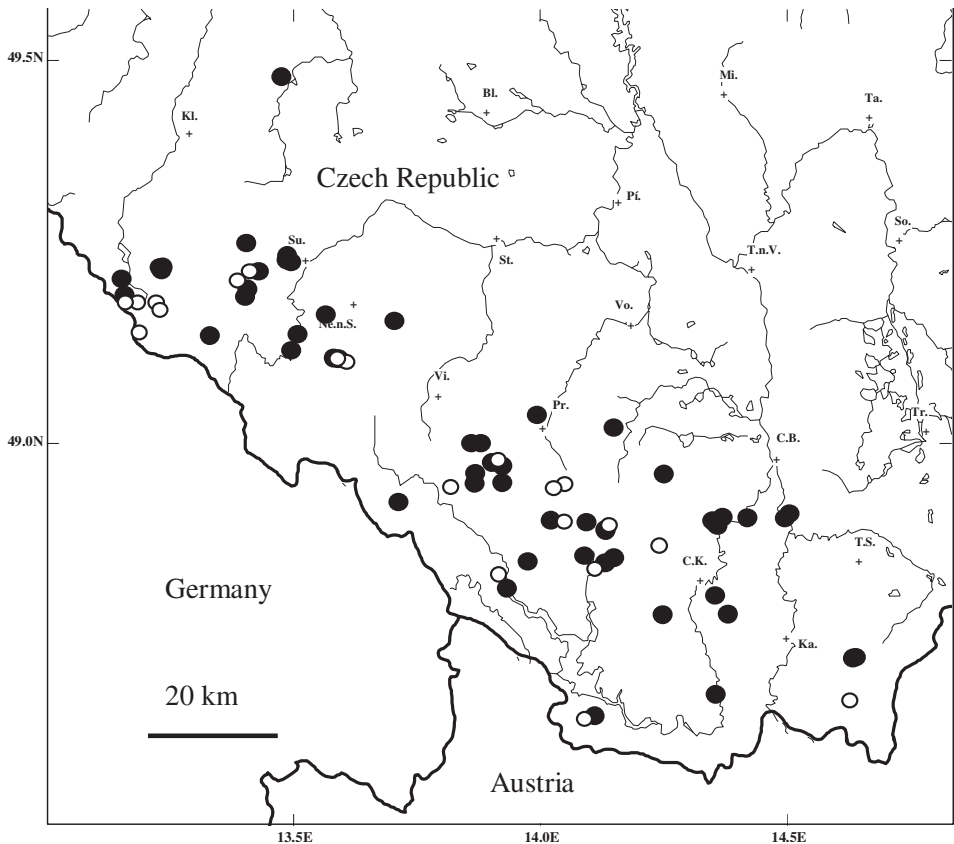 49.5N
Mi.
Bl.
Ta.
Kl.
Czech Republic
Pí.
So.
Su.
T.n.V.
St.
Vo.
Ne.n.S.
Vi.
Pr.
Tr.
49.0N
C.B.
T.S.
C.K.
Germany
Ka.
20 km
Austria
13.5E
14.0E
14.5E